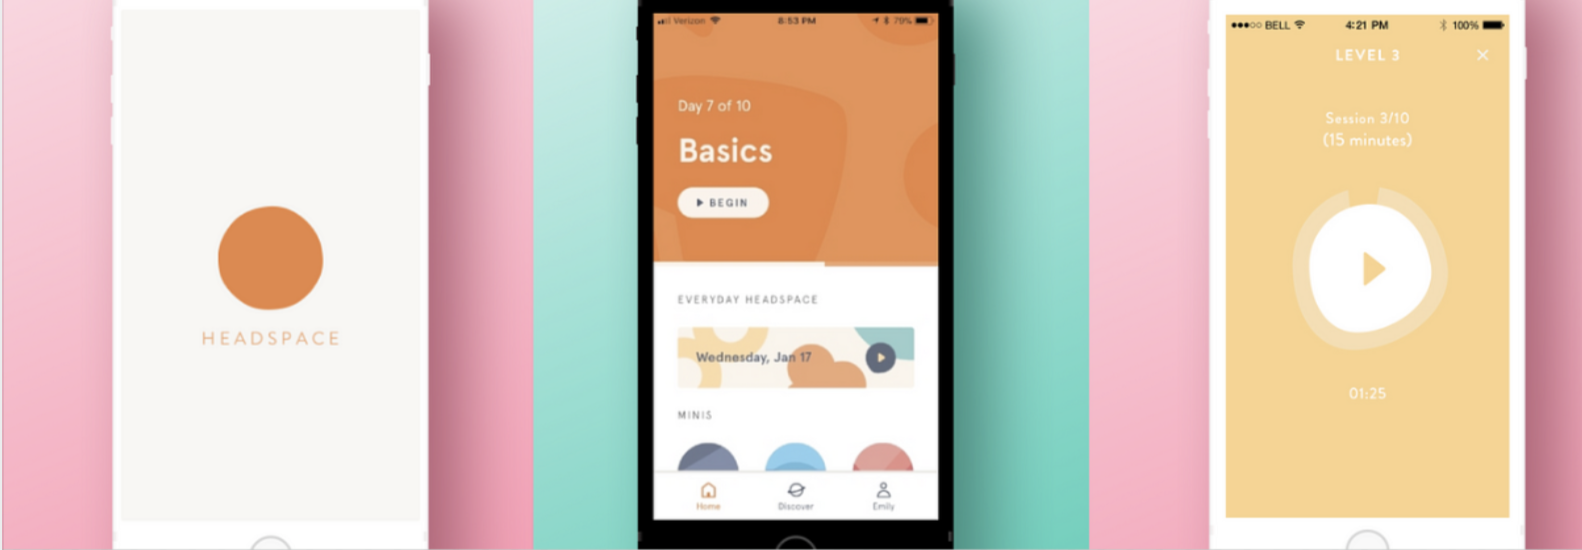 HEADSPACE
Verizon 8:53 PM 79%
Day 7 of 10
Basics
BEGIN
EVERYDAY HEADSPACE
Wednesday, Jan 17
MINIS
Home Discover Emily
BELL 4:21 PM 100%
LEVEL 3
Session 3/10
(15 minutes)
01:25